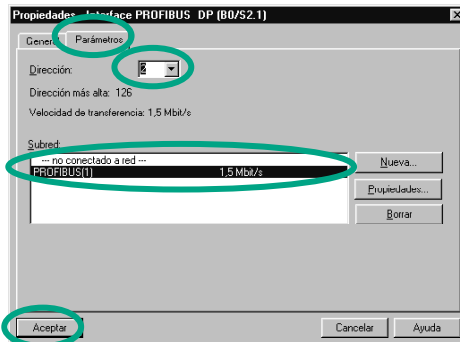 Propiedades - Interface PROFIBUS DP (B0/S2.1)
General Parámetros
Dirección: 2
Dirección más alta: 126
Velocidad de transferencia: 1,5 Mbit/s
Subred:
--- no conectado a red ---
PROFIBUS(1) 1,5 Mbit/s
Nueva...
Propiedades...
Borrar
Aceptar Cancelar Ayuda